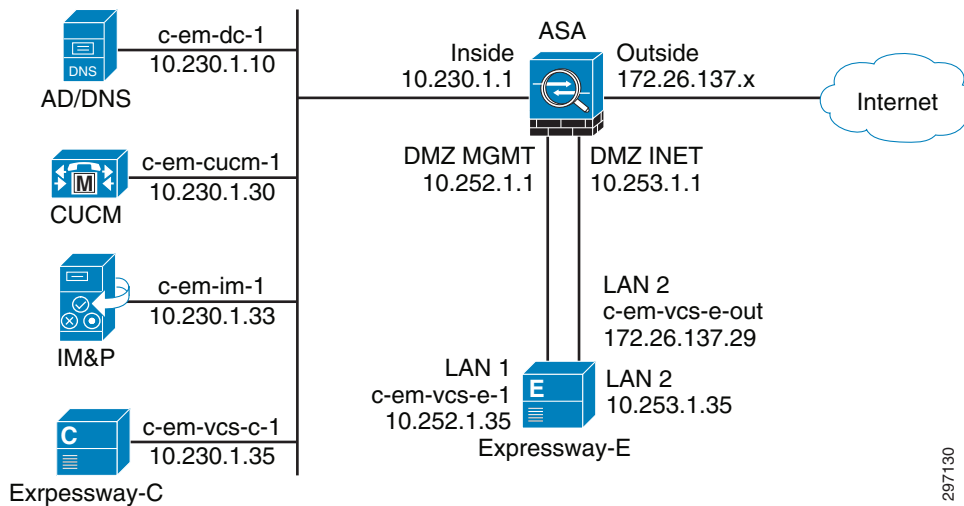 c-em-dc-1
10.230.1.10
DNS
AD/DNS
c-em-cucm-1
10.230.1.30
M
CUCM
c-em-im-1
10.230.1.33
IM&P
C
c-em-vcs-c-1
10.230.1.35
Exrpessway-C
ASA
Inside
10.230.1.1
Outside
172.26.137.x
Internet
DMZ MGMT
10.252.1.1
DMZ INET
10.253.1.1
LAN 2
c-em-vcs-e-out
172.26.137.29
LAN 1
c-em-vcs-e-1
10.252.1.35
E
LAN 2
10.253.1.35
Expressway-E
297130